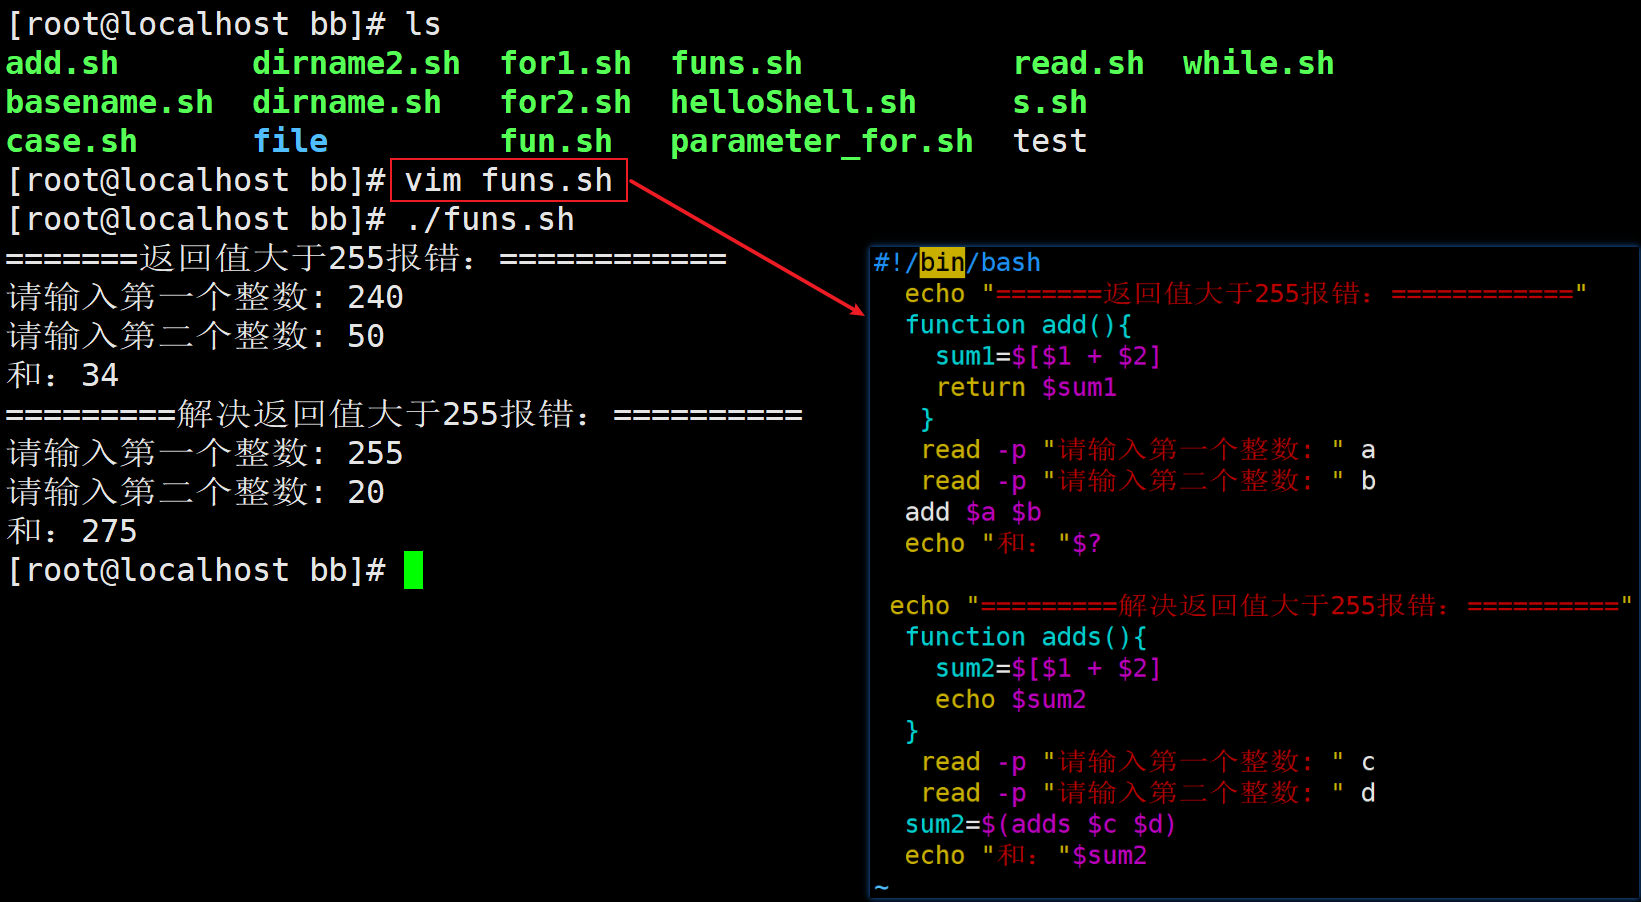 [root@localhost bb]# ls
add.sh       dirname2.sh  for1.sh  funs.sh           read.sh  while.sh
basename.sh  dirname.sh   for2.sh  helloShell.sh     s.sh
case.sh      file         fun.sh   parameter_for.sh  test
[root@localhost bb]# vim funs.sh
[root@localhost bb]# ./funs.sh
=======返回值大于255报错：============
请输入第一个整数：240
请输入第二个整数：50
和：34
=========解决返回值大于255报错：==========
请输入第一个整数：255
请输入第二个整数：20
和：275
[root@localhost bb]#
#!/bin/bash
  echo "=======返回值大于255报错：============"
  function add(){
    sum1=$[$1 + $2]
    return $sum1
   }
   read -p "请输入第一个整数：" a
   read -p "请输入第二个整数：" b
  add $a $b
  echo "和："$?

 echo "=========解决返回值大于255报错：=========="
  function adds(){
    sum2=$[$1 + $2]
    echo $sum2
  }
   read -p "请输入第一个整数：" c
   read -p "请输入第二个整数：" d
  sum2=$(adds $c $d)
  echo "和："$sum2
~